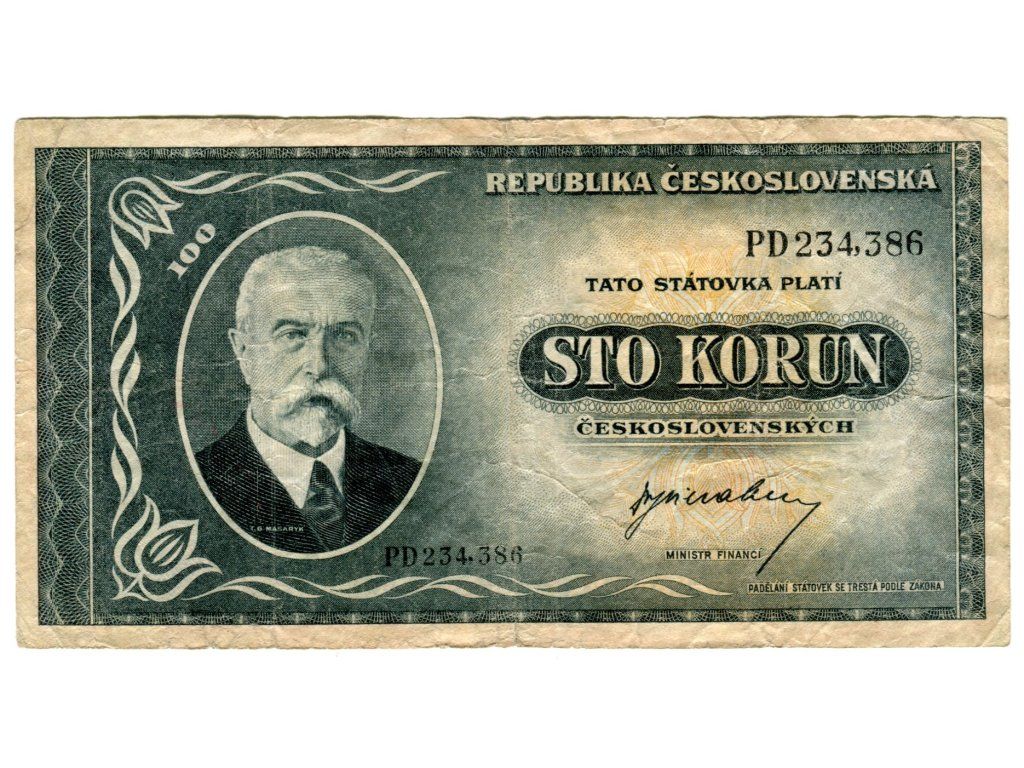 REPUBLIKA ČESKOSLOVENSKÁ
100
PD 234,386
TATO STÁTOVKA PLATÍ
STO KORUN
ČESKOSLOVENSKÝCH
T. G. MASARYK
PD 234,386
MINISTR FINANCÍ
PADĚLÁNÍ STÁTOVEK SE TRESTÁ PODLE ZÁKONA